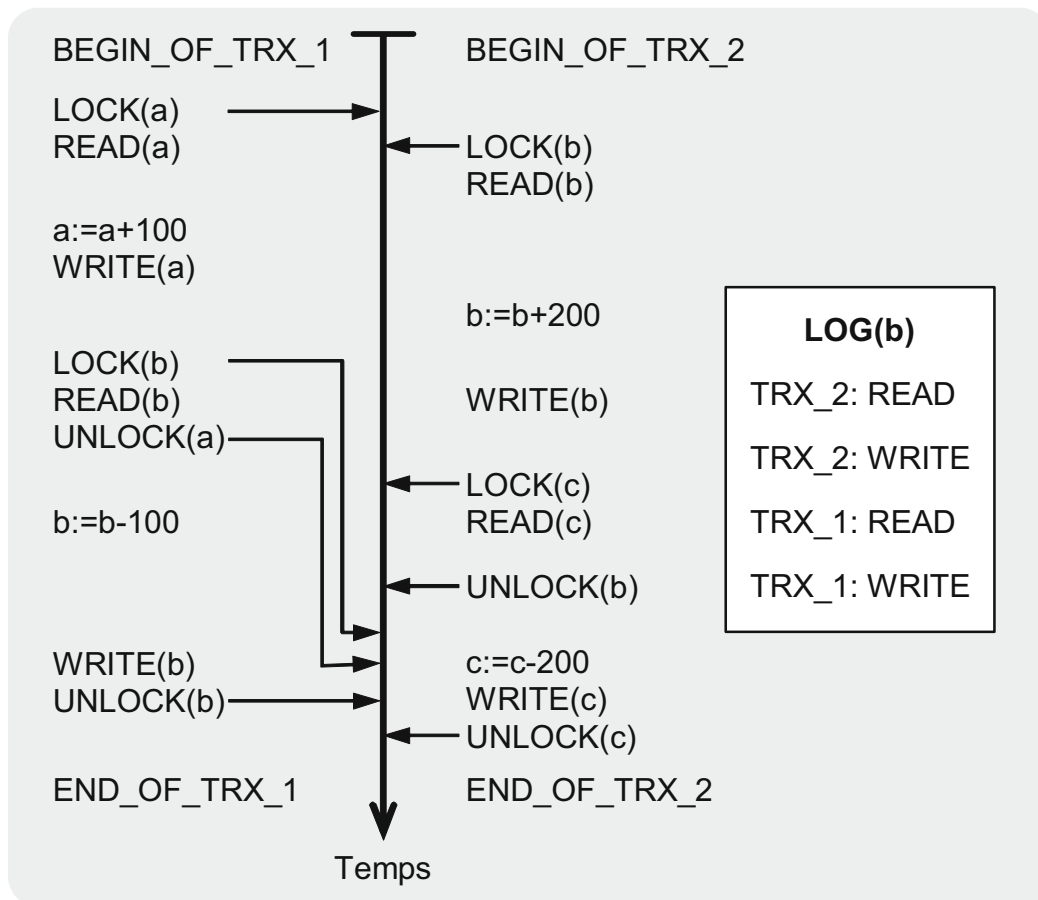 BEGIN_OF_TRX_1
LOCK(a)
READ(a)
a:=a+100
WRITE(a)
LOCK(b)
READ(b)
UNLOCK(a)
b:=b-100
WRITE(b)
UNLOCK(b)
END_OF_TRX_1
BEGIN_OF_TRX_2
LOCK(b)
READ(b)
b:=b+200
WRITE(b)
LOCK(c)
READ(c)
UNLOCK(b)
c:=c-200
WRITE(c)
UNLOCK(c)
END_OF_TRX_2
LOG(b)
TRX_2: READ
TRX_2: WRITE
TRX_1: READ
TRX_1: WRITE
Temps